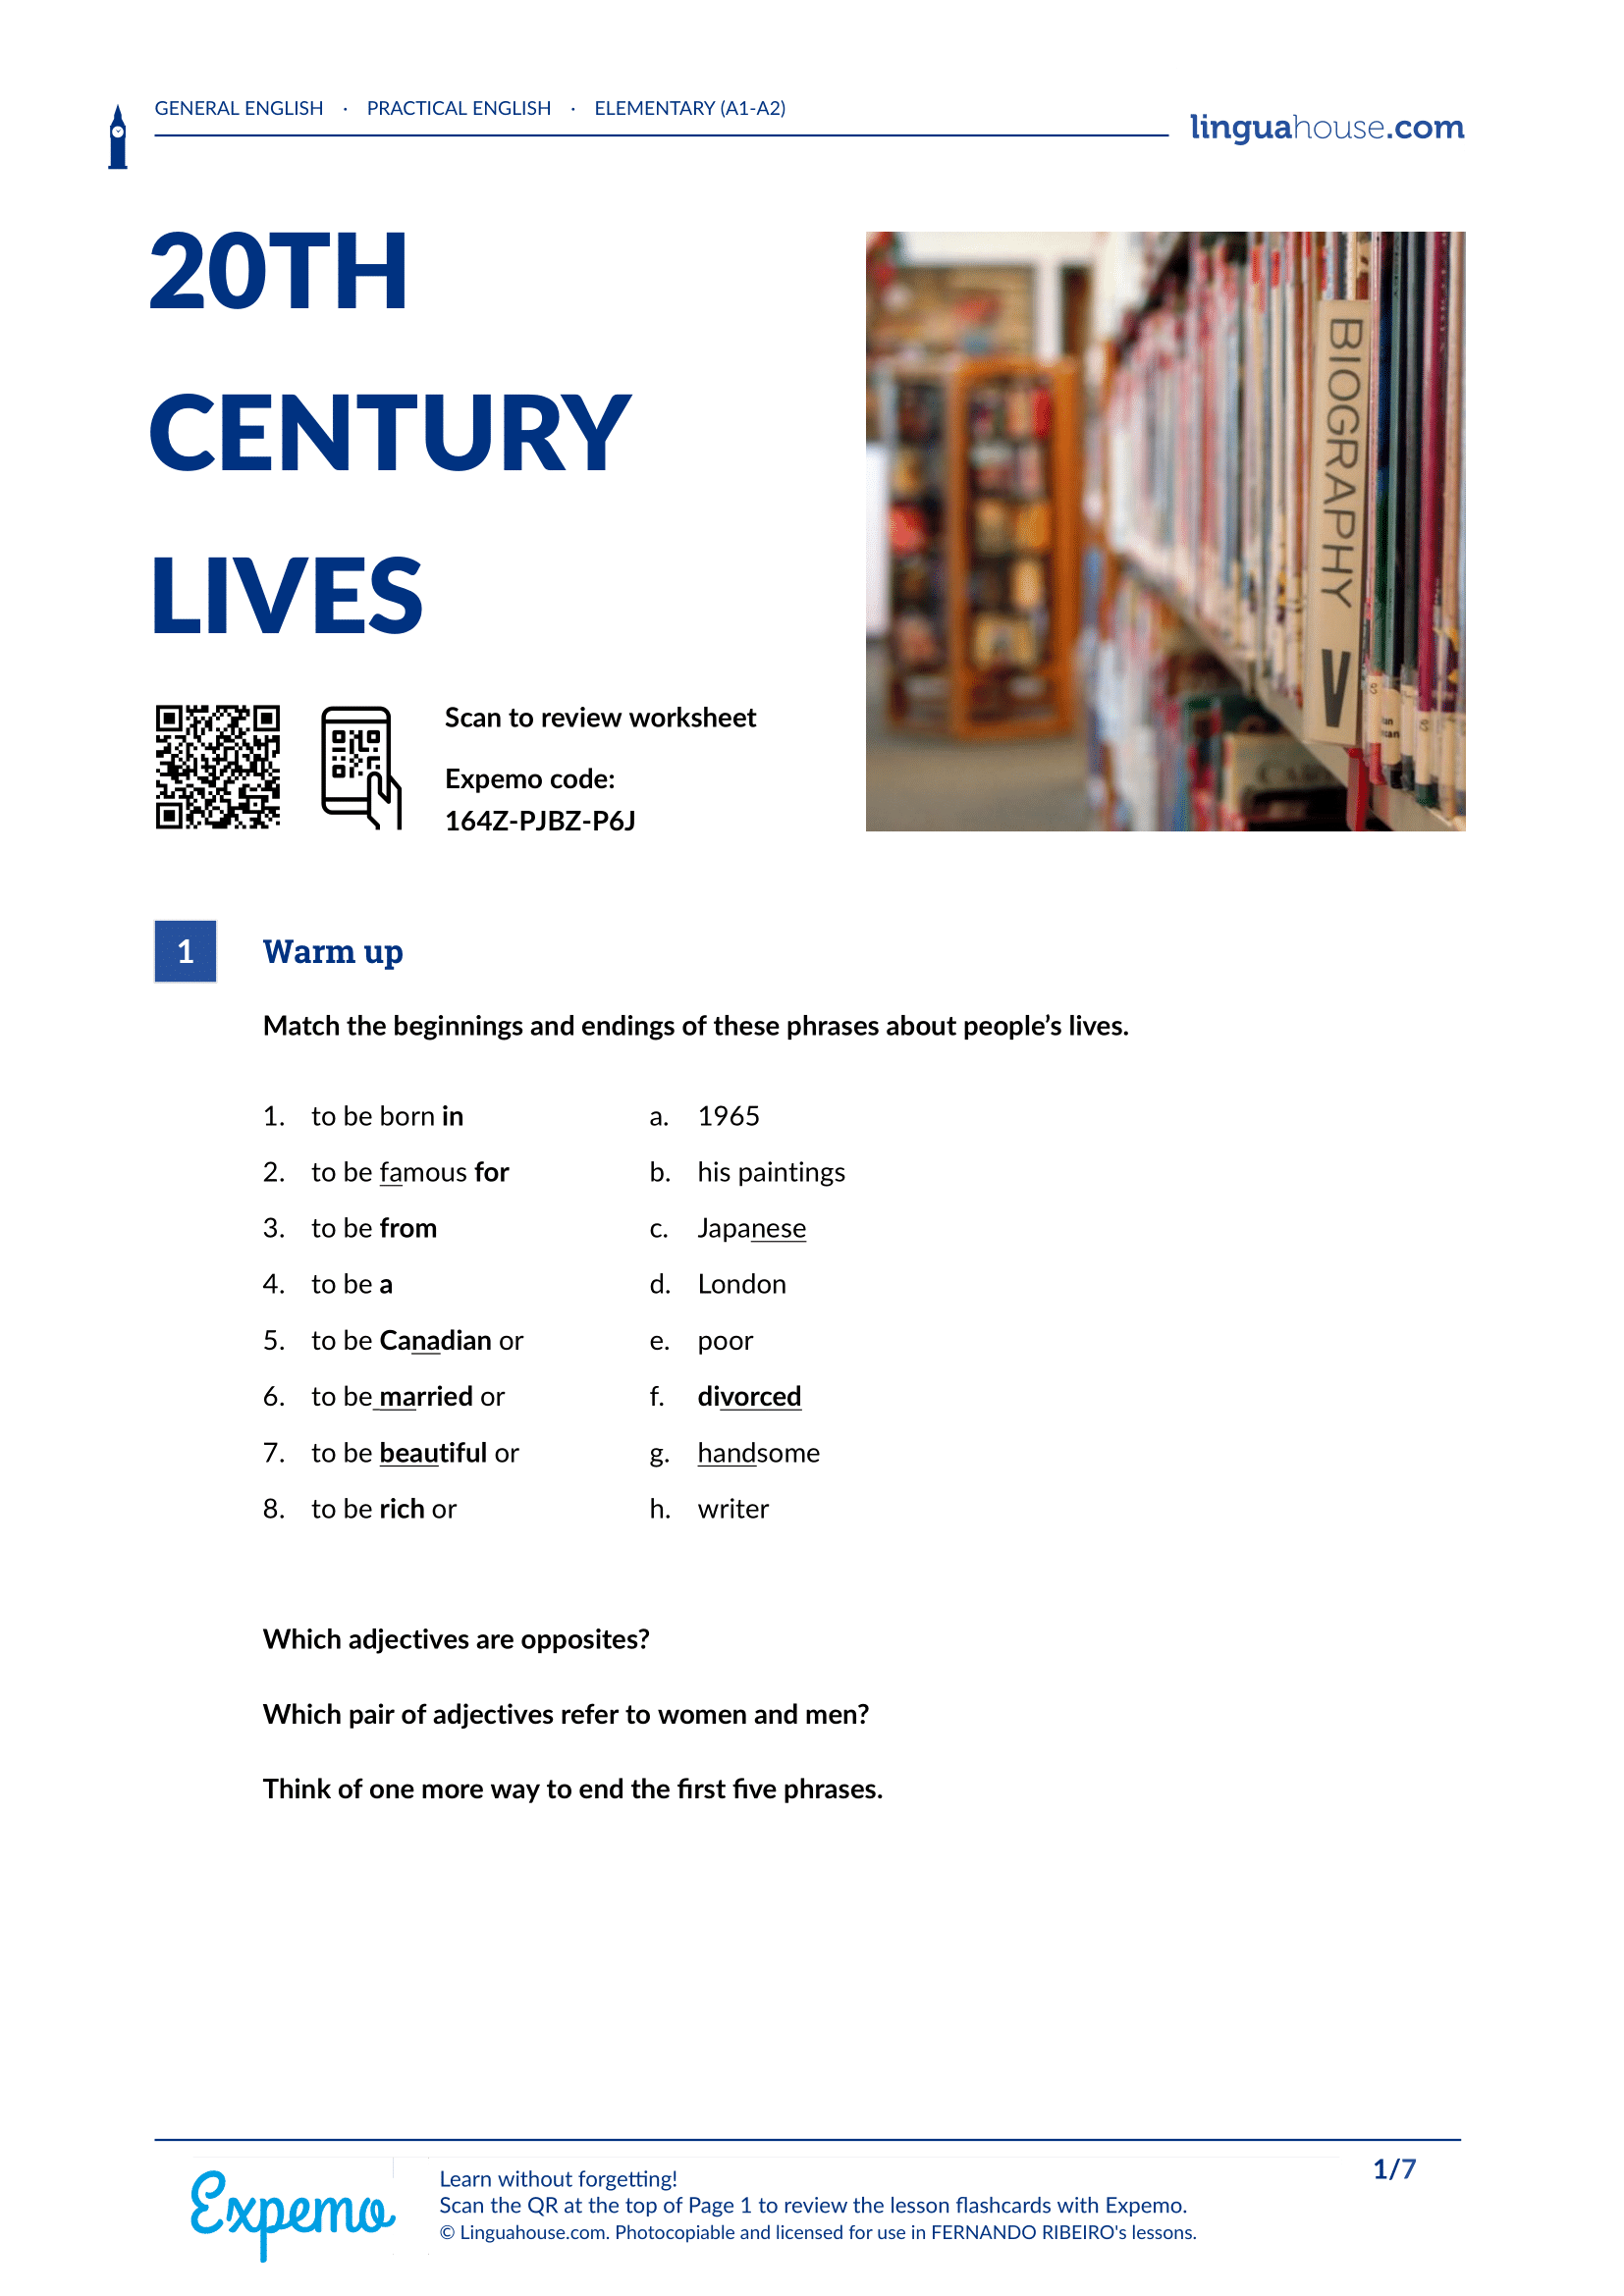 GENERAL ENGLISH · PRACTICAL ENGLISH · ELEMENTARY (A1-A2)
linguahouse.com
20TH
CENTURY
LIVES
BIOGRAPHY
V
Scan to review worksheet
Expemo code:
164Z-PJBZ-P6J
1 Warm up
Match the beginnings and endings of these phrases about people's lives.
1. to be born in a. 1965
2. to be famous for b. his paintings
3. to be from c. Japanese
4. to be a d. London
5. to be Canadian or e. poor
6. to be married or f. divorced
7. to be beautiful or g. handsome
8. to be rich or h. writer
Which adjectives are opposites?
Which pair of adjectives refer to women and men?
Think of one more way to end the first five phrases.
Expemo
Learn without forgetting!
Scan the QR at the top of Page 1 to review the lesson flashcards with Expemo.
© Linguahouse.com. Photocopiable and licensed for use in FERNANDO RIBEIRO's lessons.
1/7